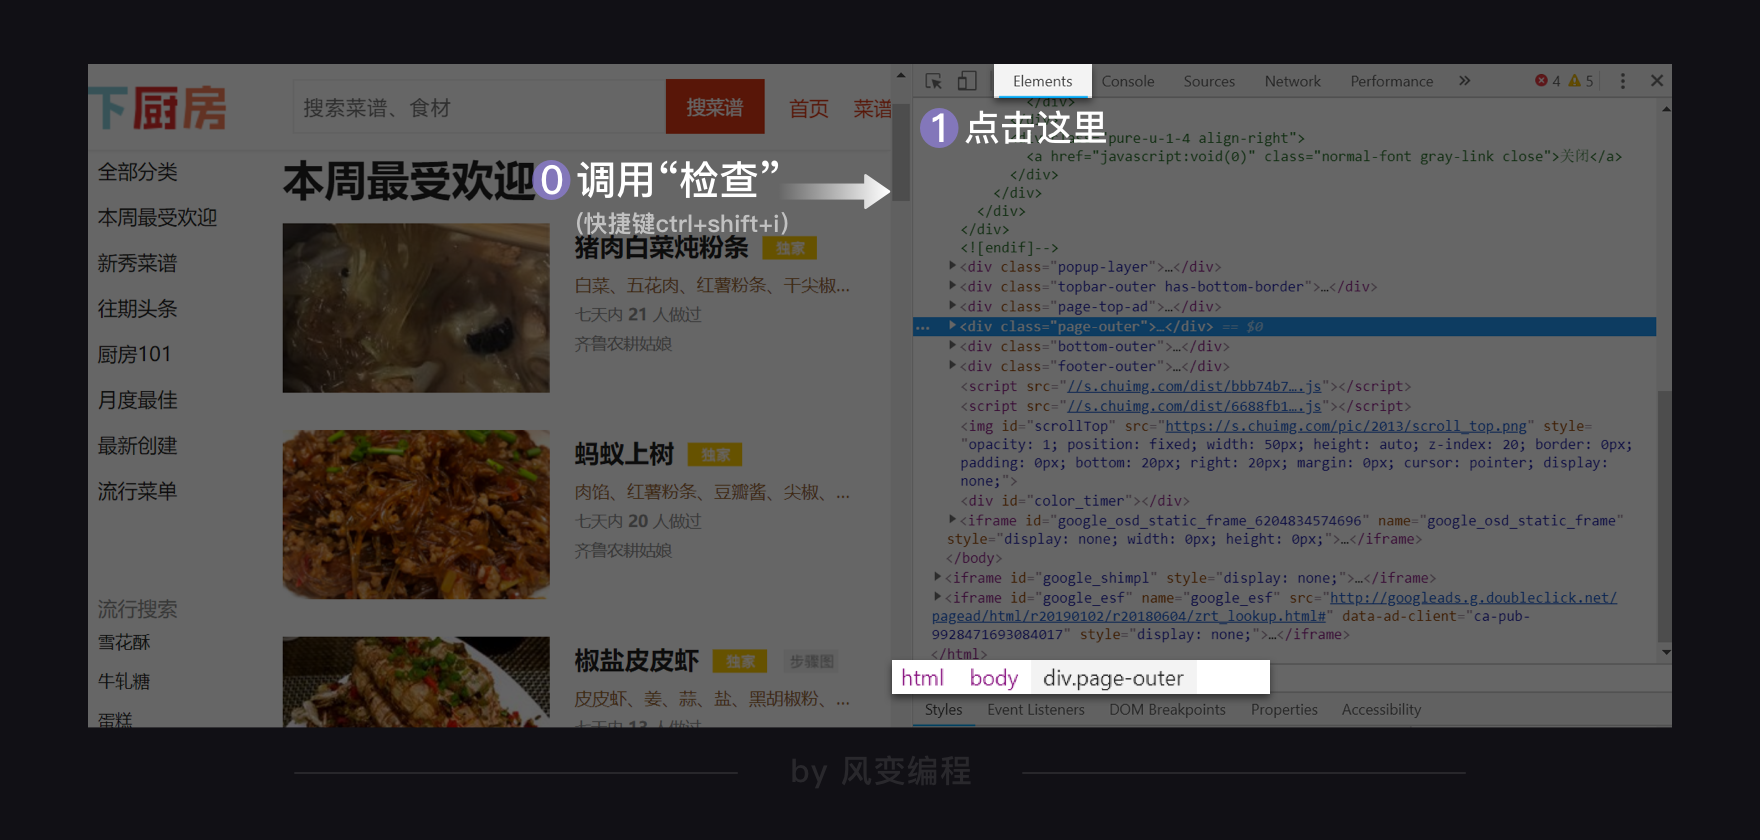 下厨房
搜索菜谱、食材
搜菜谱
首页
菜谱
全部分类
本周最受欢迎
新秀菜谱
往期头条
厨房101
月度最佳
最新创建
流行菜单
流行搜索
雪花酥
牛轧糖
蛋糕
本周最受欢迎
0 调用“检查”
(快捷键ctrl+shift+i)
猪肉白菜炖粉条 独家
白菜、五花肉、红薯粉条、干尖椒...
七天内 21 人做过
齐鲁农耕姑娘
蚂蚁上树 独家
肉馅、红薯粉条、豆瓣酱、尖椒、...
七天内 20 人做过
齐鲁农耕姑娘
椒盐皮皮虾 独家 步骤图
皮皮虾、姜、蒜、盐、黑胡椒粉、...
七天内 13 人做过
Elements Console Sources Network Performance » 4 5
1 点击这里
</div>
pure-u-1-4 align-right">
<a href="javascript:void(0)" class="normal-font gray-link close">关闭</a>
</div>
</div>
</div>
</div>
<![endif]-->
<div class="popup-layer">…</div>
<div class="topbar-outer has-bottom-border">…</div>
<div class="page-top-ad">…</div>
<div class="page-outer">…</div> == $0
<div class="bottom-outer">…</div>
<div class="footer-outer">…</div>
<script src="//s.chuimg.com/dist/bbb74b7….js"></script>
<script src="//s.chuimg.com/dist/6688fb1….js"></script>
<img id="scrollTop" src="https://s.chuimg.com/pic/2013/scroll_top.png" style=
"opacity: 1; position: fixed; width: 50px; height: auto; z-index: 20; border: 0px;
padding: 0px; bottom: 20px; right: 20px; margin: 0px; cursor: pointer; display:
none;">
<div id="color_timer"></div>
<iframe id="google_osd_static_frame_6204834574696" name="google_osd_static_frame"
style="display: none; width: 0px; height: 0px;">…</iframe>
</body>
<iframe id="google_shimpl" style="display: none;">…</iframe>
<iframe id="google_esf" name="google_esf" src="http://googleads.g.doubleclick.net/
pagead/html/r20190102/r20180604/zrt_lookup.html#" data-ad-client="ca-pub-
9928471693084017" style="display: none;">…</iframe>
</html>
html body div.page-outer
Styles Event Listeners DOM Breakpoints Properties Accessibility
by 风变编程